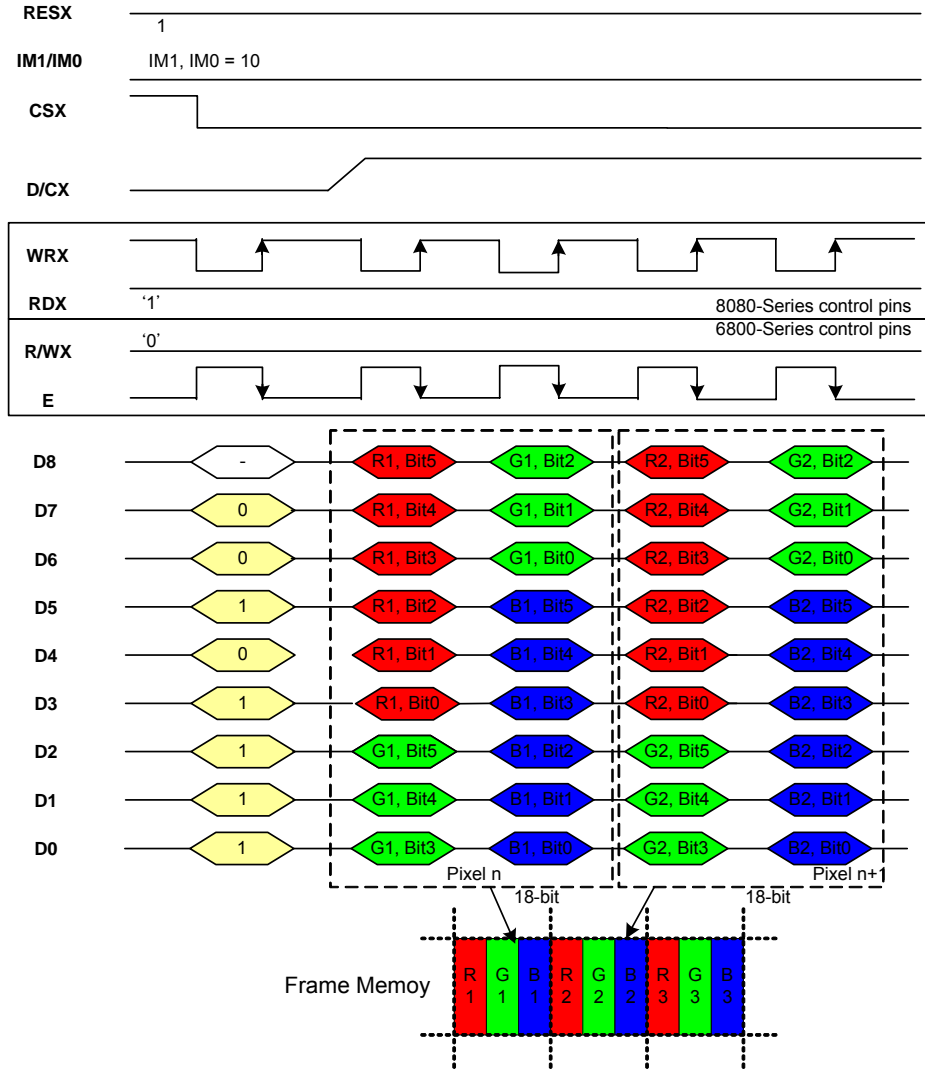 RESX
1
IM1/IM0 IM1, IM0 = 10
CSX
D/CX
WRX
RDX ‘1’ 8080-Series control pins
6800-Series control pins
R/WX ‘0’
E
D8 - R1, Bit5 G1, Bit2 R2, Bit5 G2, Bit2
D7 0 R1, Bit4 G1, Bit1 R2, Bit4 G2, Bit1
D6 0 R1, Bit3 G1, Bit0 R2, Bit3 G2, Bit0
D5 1 R1, Bit2 B1, Bit5 R2, Bit2 B2, Bit5
D4 0 R1, Bit1 B1, Bit4 R2, Bit1 B2, Bit4
D3 1 R1, Bit0 B1, Bit3 R2, Bit0 B2, Bit3
D2 1 G1, Bit5 B1, Bit2 G2, Bit5 B2, Bit2
D1 1 G1, Bit4 B1, Bit1 G2, Bit4 B2, Bit1
D0 1 G1, Bit3 B1, Bit0 G2, Bit3 B2, Bit0
Pixel n Pixel n+1
18-bit 18-bit
Frame Memoy
R G B R G B R G B
1 1 1 2 2 2 3 3 3